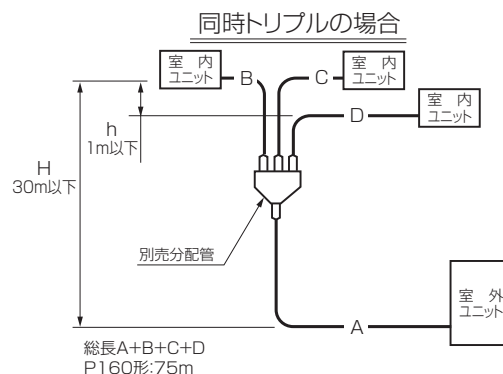 同時トリプルの場合
室内
ユニット
B
C
室内
ユニット
室内
ユニット
D
h
1m以下
H
30m以下
別売分配管
室外
ユニット
A
総長A+B+C+D
P160形:75m